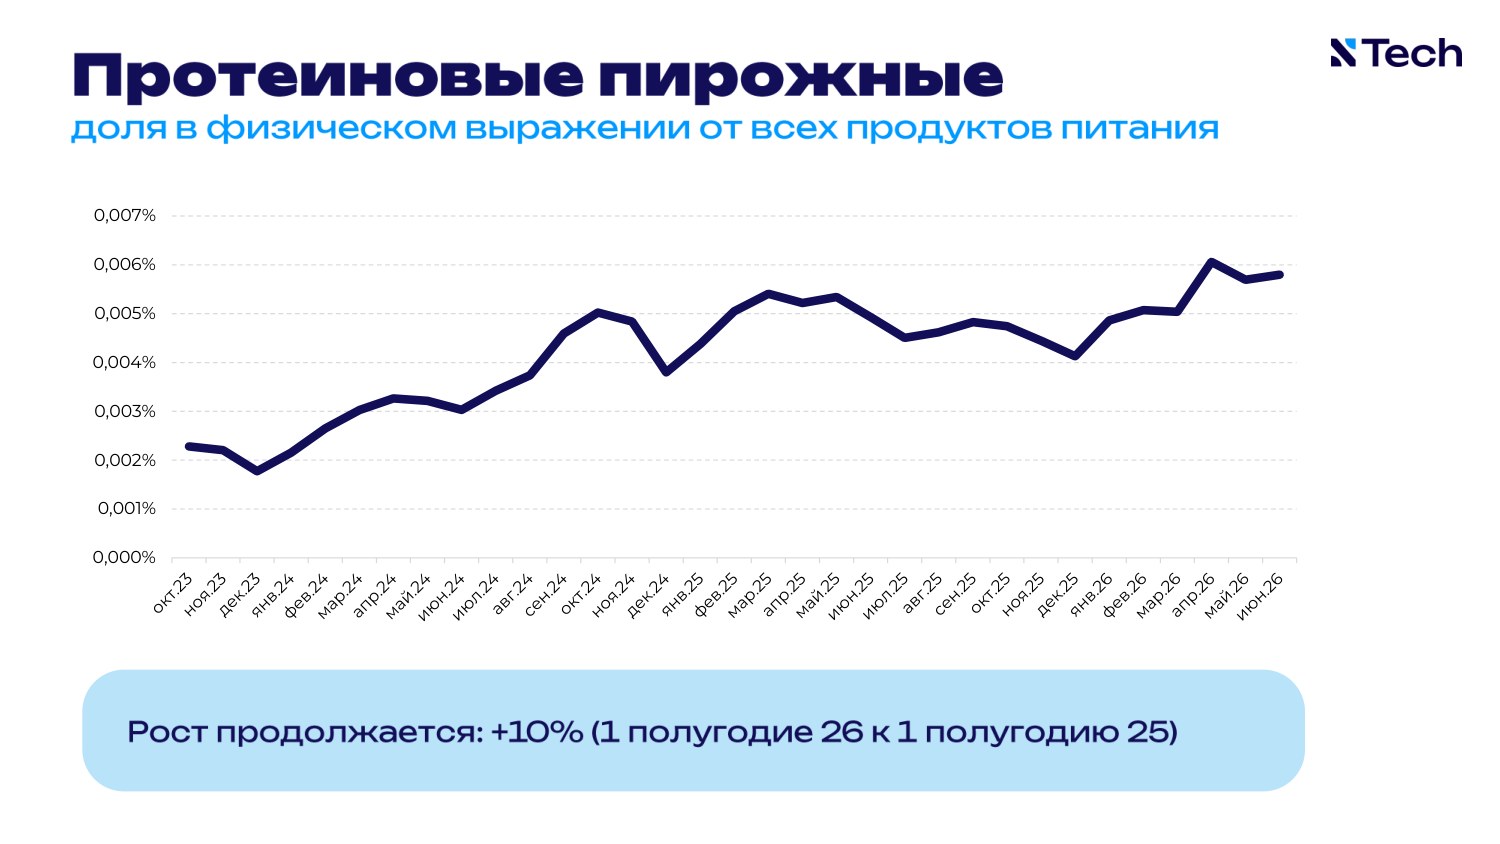 Протеиновые пирожные
Tech
доля в физическом выражении от всех продуктов питания
0,007%
0,006%
0,005%
0,004%
0,003%
0,002%
0,001%
0,000%
окт.23 ноя.23 дек.23 янв.24 фев.24 мар.24 апр.24 май.24 июн.24 июл.24 авг.24 сен.24 окт.24 ноя.24 дек.24 янв.25 фев.25 мар.25 апр.25 май.25 июн.25 июл.25 авг.25 сен.25 окт.25 ноя.25 дек.25 янв.26 фев.26 мар.26 апр.26 май.26 июн.26
Рост продолжается: +10% (1 полугодие 26 к 1 полугодию 25)